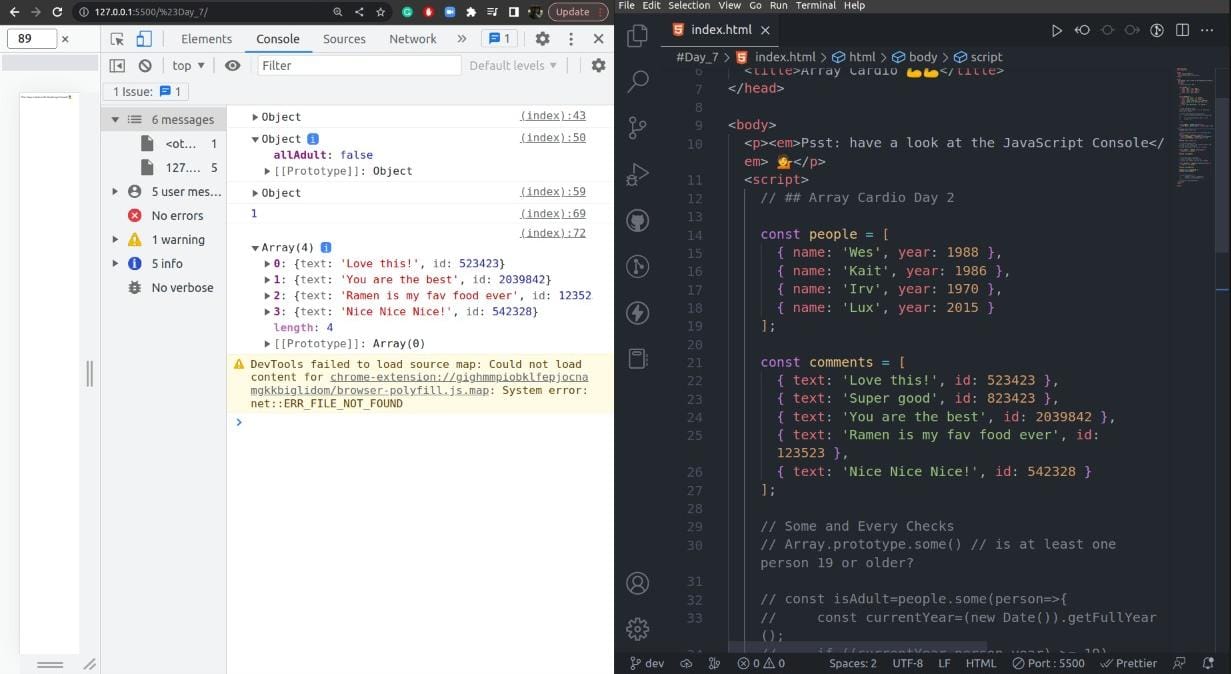 127.0.0.1:5500/%23Day_7/
Update
89
Elements
Console
Sources
Network
1
top
Filter
Default levels
1 Issue: 1
6 messages
<ot... 1
127.... 5
5 user mes...
No errors
1 warning
5 info
No verbose
Object (index):43
Object (index):50
allAdult: false
[[Prototype]]: Object
Object (index):59
1 (index):69
(index):72
Array(4)
0: {text: 'Love this!', id: 523423}
1: {text: 'You are the best', id: 2039842}
2: {text: 'Ramen is my fav food ever', id: 12352
3: {text: 'Nice Nice Nice!', id: 542328}
length: 4
[[Prototype]]: Array(0)
DevTools failed to load source map: Could not load
content for chrome-extension://gighmmpiobklfepjocna
mgkkbiglidom/browser-polyfill.js.map: System error:
net::ERR_FILE_NOT_FOUND
File Edit Selection View Go Run Terminal Help
index.html
#Day_7 > index.html > html > body > script
6 <title>Array Cardio 💪💪</title>
7 </head>
8
9 <body>
10 <p><em>Psst: have a look at the JavaScript Console</
em> 💁</p>
11 <script>
12 // ## Array Cardio Day 2
13
14 const people = [
15 { name: 'Wes', year: 1988 },
16 { name: 'Kait', year: 1986 },
17 { name: 'Irv', year: 1970 },
18 { name: 'Lux', year: 2015 }
19 ];
20
21 const comments = [
22 { text: 'Love this!', id: 523423 },
23 { text: 'Super good', id: 823423 },
24 { text: 'You are the best', id: 2039842 },
25 { text: 'Ramen is my fav food ever', id:
123523 },
26 { text: 'Nice Nice Nice!', id: 542328 }
27 ];
28
29 // Some and Every Checks
30 // Array.prototype.some() // is at least one
person 19 or older?
31
32 // const isAdult=people.some(person=>{
33 // const currentYear=(new Date()).getFullYear
();
34 // if ((currentYear-person.year) >= 19)
dev
0 0
Spaces: 2
UTF-8
LF
HTML
Port : 5500
Prettier